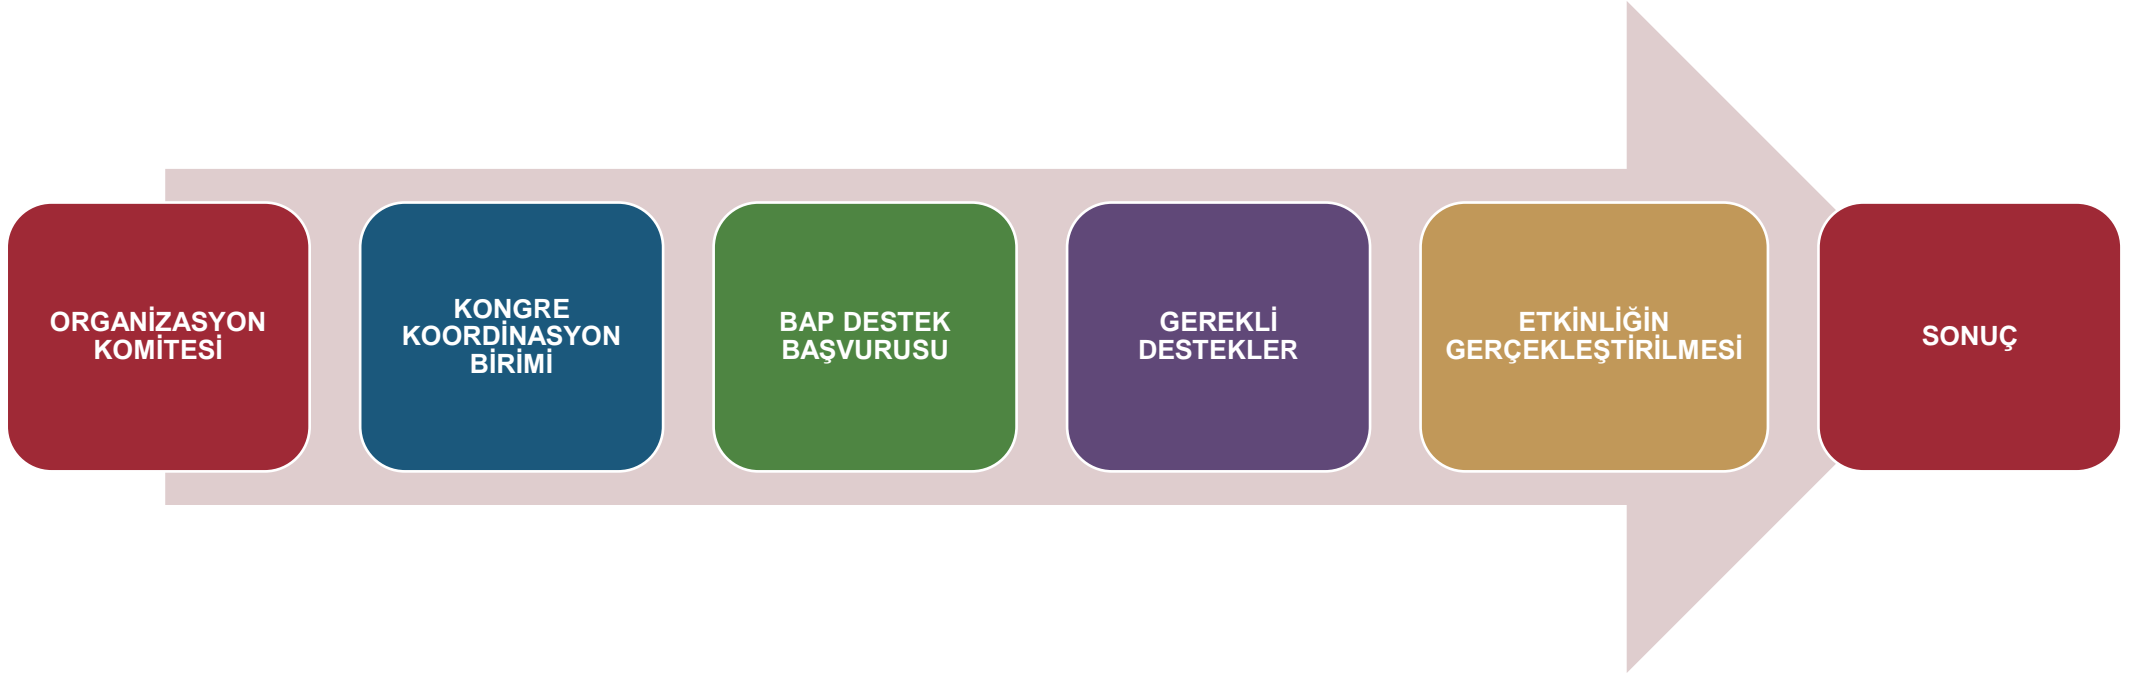 ORGANİZASYON
KOMİTESİ
KONGRE
KOORDİNASYON
BİRİMİ
BAP DESTEK
BAŞVURUSU
GEREKLİ
DESTEKLER
ETKİNLİĞİN
GERÇEKLEŞTİRİLMESİ
SONUÇ